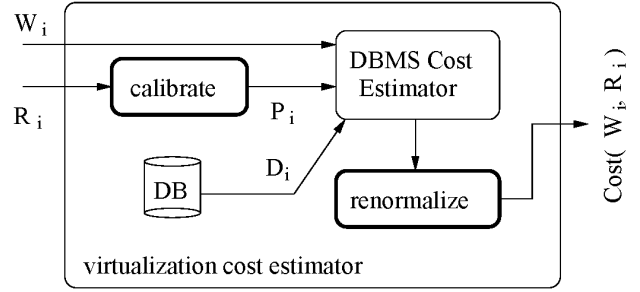 W i
R i
calibrate
P i
DBMS Cost
Estimator
DB
D i
renormalize
virtualization cost estimator
Cost( W i, R i )